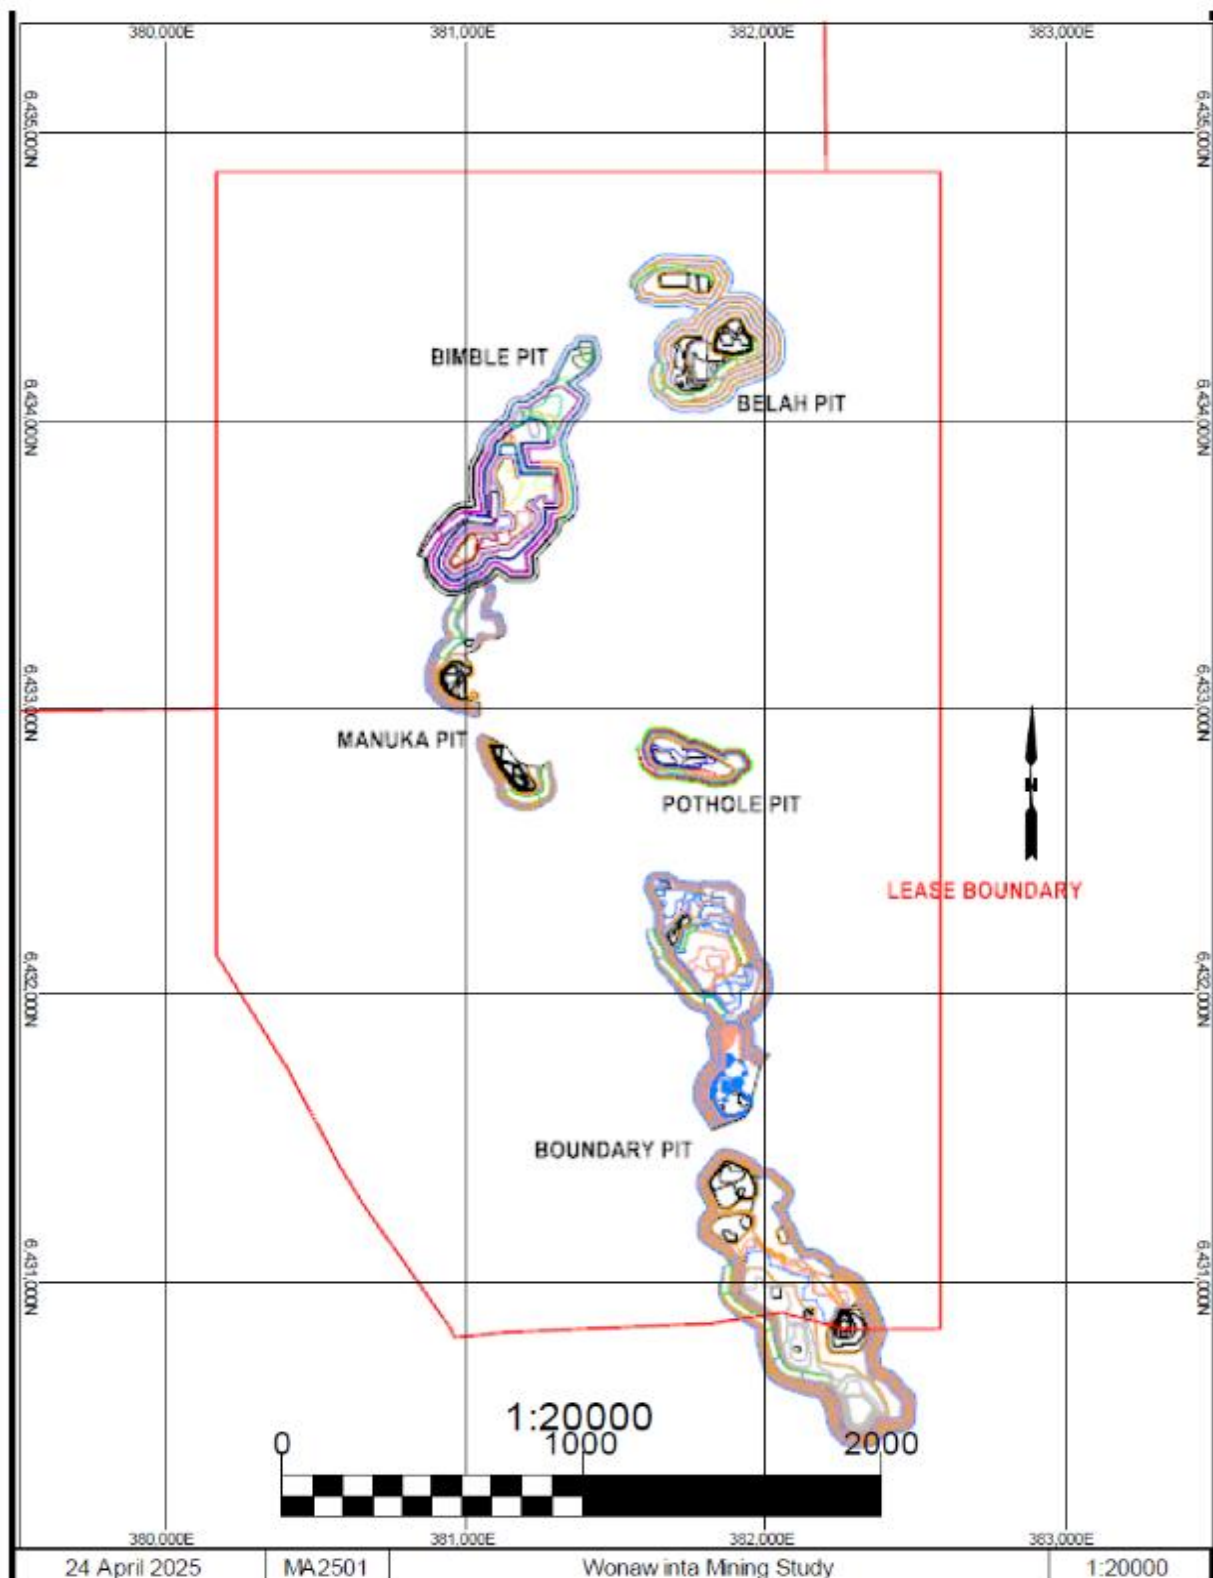 380,000E 381,000E 382,000E 383,000E
6,435,000N 6,435,000N
BIMBLE PIT
BELAH PIT
6,434,000N 6,434,000N
6,433,000N 6,433,000N
MANUKA PIT
POTHOLE PIT
N
LEASE BOUNDARY
6,432,000N 6,432,000N
BOUNDARY PIT
6,431,000N 6,431,000N
1:20000
0 1000 2000
380,000E 381,000E 382,000E 383,000E
24 April 2025 MA2501 Wonawinta Mining Study 1:20000